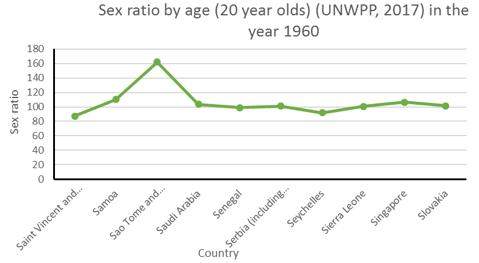 Sex ratio by age (20 year olds) (UNWPP, 2017) in the
year 1960
180
160
140
120
100
80
60
40
20
0
Sex ratio
Saint Vincent and...
Samoa
Sao Tome and...
Saudi Arabia
Senegal
Serbia (including...
Seychelles
Sierra Leone
Singapore
Slovakia
Country